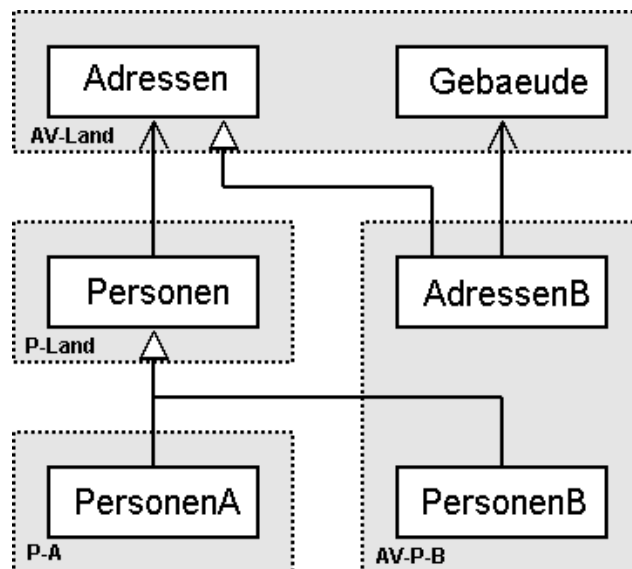 Adressen
Gebaeude
AV-Land
Personen
AdressenB
P-Land
PersonenA
PersonenB
P-A
AV-P-B